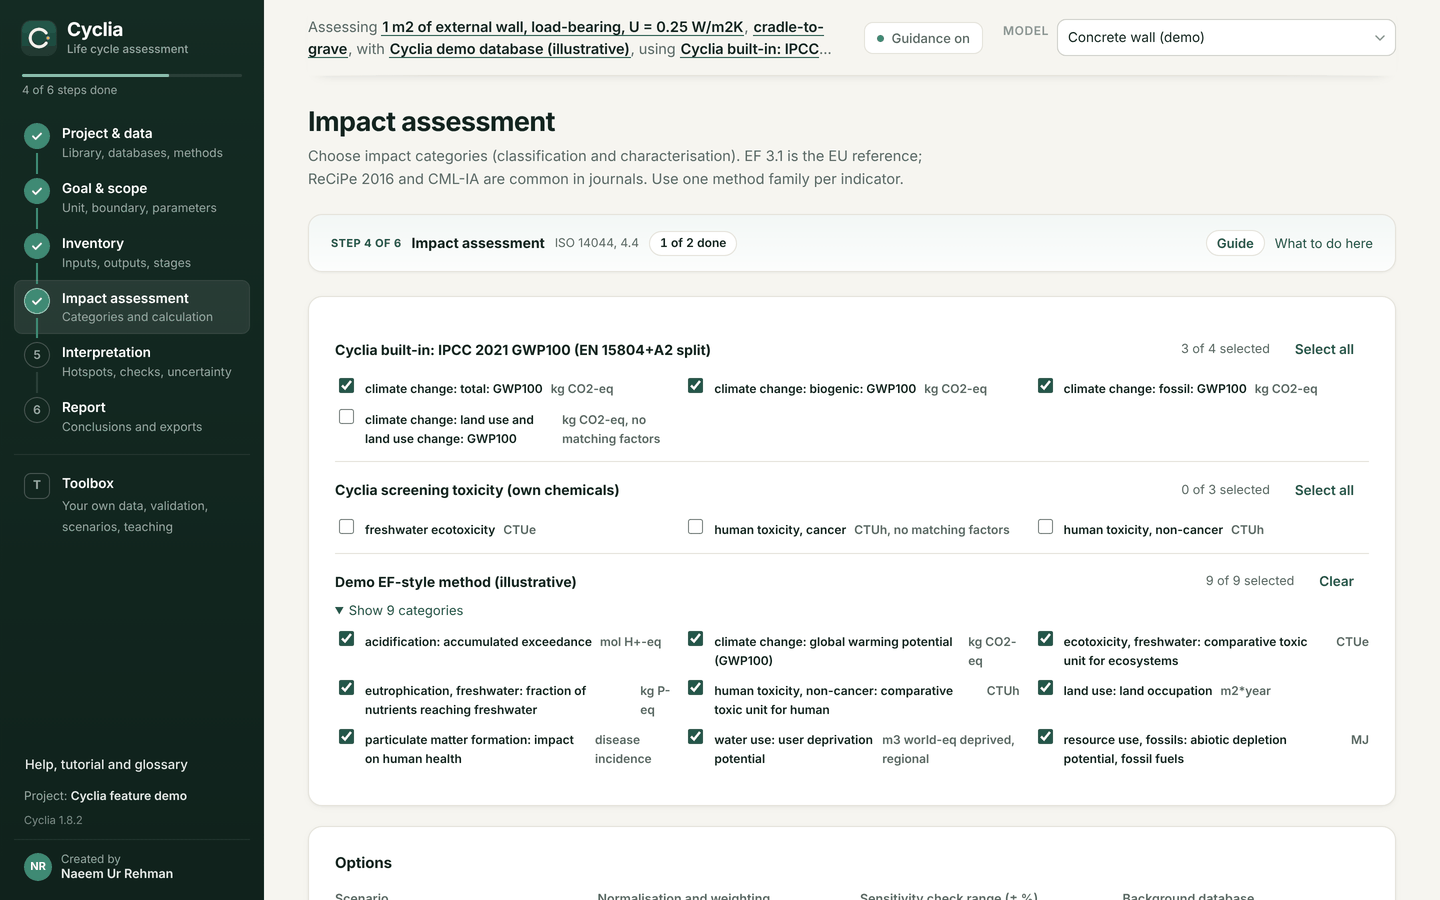 Cyclia
Life cycle assessment
4 of 6 steps done
Project & data
Library, databases, methods
Goal & scope
Unit, boundary, parameters
Inventory
Inputs, outputs, stages
Impact assessment
Categories and calculation
5
Interpretation
Hotspots, checks, uncertainty
6
Report
Conclusions and exports
T
Toolbox
Your own data, validation,
scenarios, teaching
Help, tutorial and glossary
Project: Cyclia feature demo
Cyclia 1.8.2
NR
Created by
Naeem Ur Rehman
Assessing 1 m2 of external wall, load-bearing, U = 0.25 W/m2K, cradle-to-
grave, with Cyclia demo database (illustrative), using Cyclia built-in: IPCC...
Guidance on
MODEL
Concrete wall (demo)
Impact assessment
Choose impact categories (classification and characterisation). EF 3.1 is the EU reference;
ReCiPe 2016 and CML-IA are common in journals. Use one method family per indicator.
STEP 4 OF 6 Impact assessment ISO 14044, 4.4 1 of 2 done
Guide What to do here
Cyclia built-in: IPCC 2021 GWP100 (EN 15804+A2 split)
3 of 4 selected Select all
climate change: total: GWP100 kg CO2-eq
climate change: biogenic: GWP100 kg CO2-eq
climate change: fossil: GWP100 kg CO2-eq
climate change: land use and
land use change: GWP100
kg CO2-eq, no
matching factors
Cyclia screening toxicity (own chemicals)
0 of 3 selected Select all
freshwater ecotoxicity CTUe
human toxicity, cancer CTUh, no matching factors
human toxicity, non-cancer CTUh
Demo EF-style method (illustrative)
9 of 9 selected Clear
▼ Show 9 categories
acidification: accumulated exceedance mol H+-eq
climate change: global warming potential
(GWP100)
kg CO2-
eq
ecotoxicity, freshwater: comparative toxic
unit for ecosystems
CTUe
eutrophication, freshwater: fraction of
nutrients reaching freshwater
kg P-
eq
human toxicity, non-cancer: comparative
toxic unit for human
CTUh
land use: land occupation m2*year
particulate matter formation: impact
on human health
disease
incidence
water use: user deprivation
potential
m3 world-eq deprived,
regional
resource use, fossils: abiotic depletion
potential, fossil fuels
MJ
Options
Scenario
Normalisation and weighting
Sensitivity check range (± %)
Background database